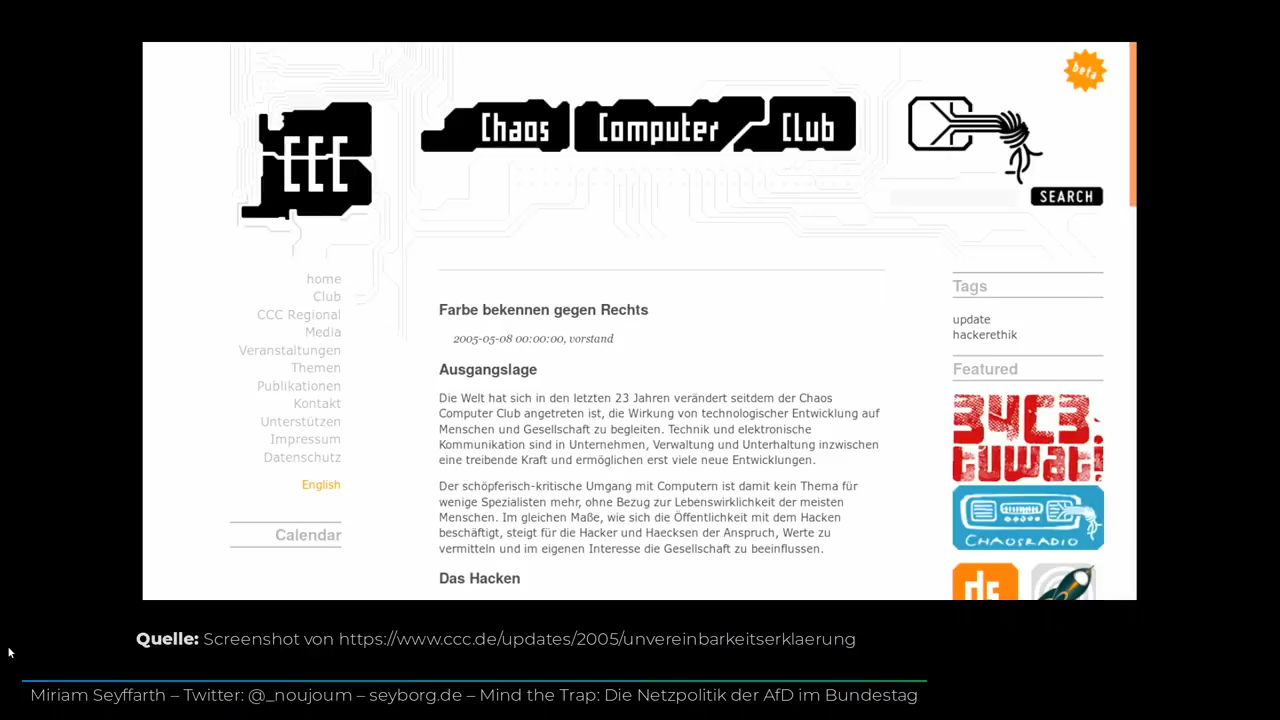 beta
CCC
Chaos Computer Club
SEARCH
home
Club
CCC Regional
Media
Veranstaltungen
Themen
Publikationen
Kontakt
Unterstützen
Impressum
Datenschutz
English
Calendar
Farbe bekennen gegen Rechts
2005-05-08 00:00:00, vorstand
Ausgangslage
Die Welt hat sich in den letzten 23 Jahren verändert seitdem der Chaos
Computer Club angetreten ist, die Wirkung von technologischer Entwicklung auf
Menschen und Gesellschaft zu begleiten. Technik und elektronische
Kommunikation sind in Unternehmen, Verwaltung und Unterhaltung inzwischen
eine treibende Kraft und ermöglichen erst viele neue Entwicklungen.
Der schöpferisch-kritische Umgang mit Computern ist damit kein Thema für
wenige Spezialisten mehr, ohne Bezug zur Lebenswirklichkeit der meisten
Menschen. Im gleichen Maße, wie sich die Öffentlichkeit mit dem Hacken
beschäftigt, steigt für die Hacker und Haecksen der Anspruch, Werte zu
vermitteln und im eigenen Interesse die Gesellschaft zu beeinflussen.
Das Hacken
Tags
update
hackerethik
Featured
34C3.
tuwat!
CHAOSRADIO
ds
Quelle: Screenshot von https://www.ccc.de/updates/2005/unvereinbarkeitserklaerung
Miriam Seyffarth – Twitter: @_noujoum – seyborg.de – Mind the Trap: Die Netzpolitik der AfD im Bundestag